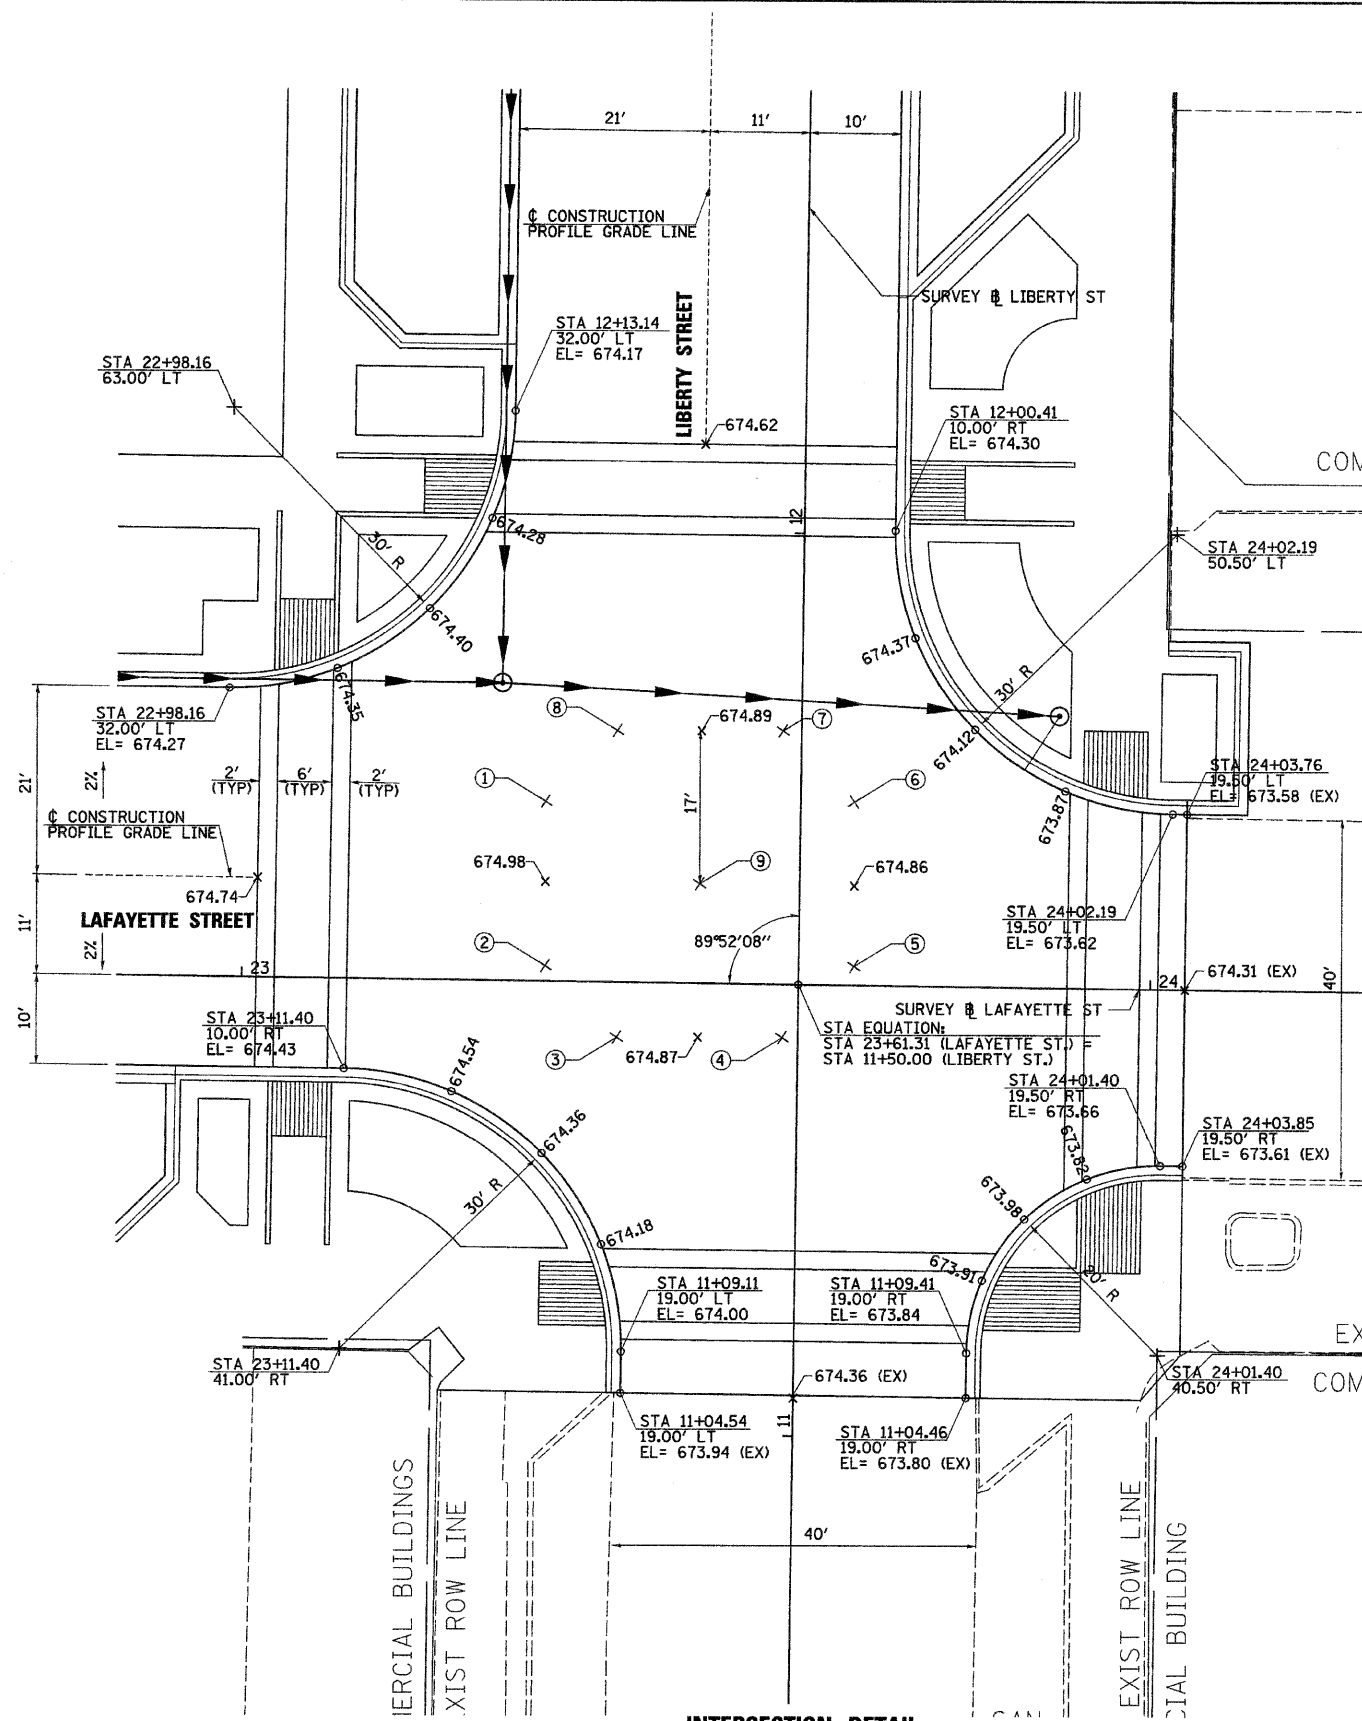 21'
11'
10'
℄ CONSTRUCTION
PROFILE GRADE LINE
LIBERTY STREET
SURVEY ℄ LIBERTY ST
STA 12+13.14
32.00' LT
EL= 674.17
STA 22+98.16
63.00' LT
674.62
STA 12+00.41
10.00' RT
EL= 674.30
COM
12
674.28
30' R
STA 24+02.19
50.50' LT
674.40
674.37
674.35
30' R
STA 22+98.16
32.00' LT
EL= 674.27
8
674.89
7
674.12
21'
2%
2'
(TYP)
6'
(TYP)
2'
(TYP)
1
17'
6
673.87
STA 24+03.76
19.50' LT
EL= 673.58 (EX)
℄ CONSTRUCTION
PROFILE GRADE LINE
674.98
9
674.86
674.74
LAFAYETTE STREET
11'
2%
2
89°52'08"
5
STA 24+02.19
19.50' LT
EL= 673.62
23
24
674.31 (EX)
40'
10'
SURVEY ℄ LAFAYETTE ST
STA 23+11.40
10.00' RT
EL= 674.43
STA EQUATION:
STA 23+61.31 (LAFAYETTE ST.) =
STA 11+50.00 (LIBERTY ST.)
3
674.87
4
674.54
STA 24+01.40
19.50' RT
EL= 673.66
674.36
673.82
STA 24+03.85
19.50' RT
EL= 673.61 (EX)
30' R
673.98
674.18
673.91
20' R
STA 11+09.11
19.00' LT
EL= 674.00
STA 11+09.41
19.00' RT
EL= 673.84
EX
STA 23+11.40
41.00' RT
674.36 (EX)
STA 24+01.40
40.50' RT
COM
11
STA 11+04.54
19.00' LT
EL= 673.94 (EX)
STA 11+04.46
19.00' RT
EL= 673.80 (EX)
40'
MERCIAL BUILDINGS
EXIST ROW LINE
EXIST ROW LINE
CIAL BUILDING
INTERSECTION DETAIL
SAN